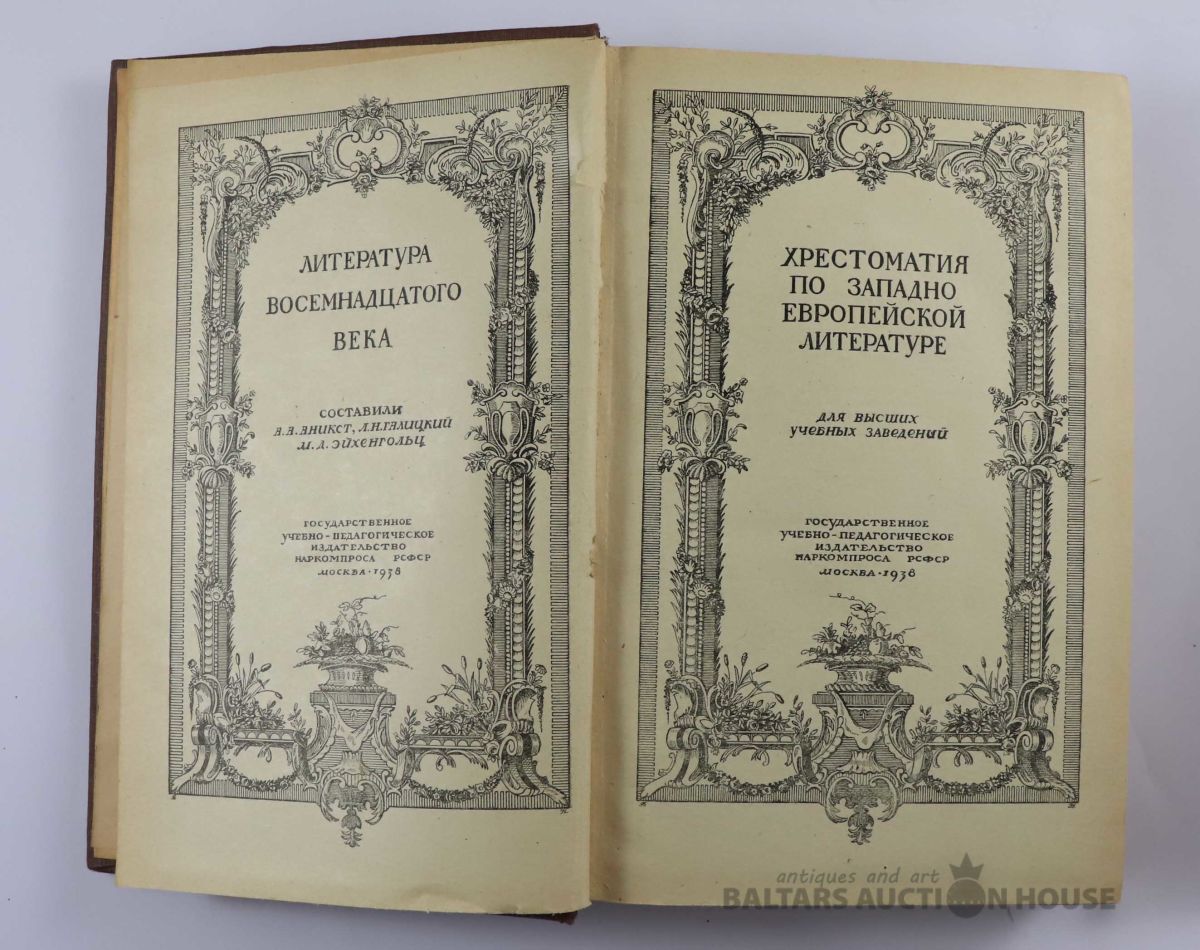 ЛИТЕРАТУРА
ВОСЕМНАДЦАТОГО
ВЕКА
СОСТАВИЛИ
А.А.АНИКСТ, Л.Н.ГАЛИЦКИЙ
М.Д.ЭЙХЕНГОЛЬЦ
ГОСУДАРСТВЕННОЕ
УЧЕБНО-ПЕДАГОГИЧЕСКОЕ
ИЗДАТЕЛЬСТВО
НАРКОМПРОСА РСФСР
МОСКВА·1938
ХРЕСТОМАТИЯ
ПО ЗАПАДНО
ЕВРОПЕЙСКОЙ
ЛИТЕРАТУРЕ
ДЛЯ ВЫСШИХ
УЧЕБНЫХ ЗАВЕДЕНИЙ
ГОСУДАРСТВЕННОЕ
УЧЕБНО-ПЕДАГОГИЧЕСКОЕ
ИЗДАТЕЛЬСТВО
НАРКОМПРОСА РСФСР
МОСКВА·1938
antiques and art
BALTARS AUCTION HOUSE